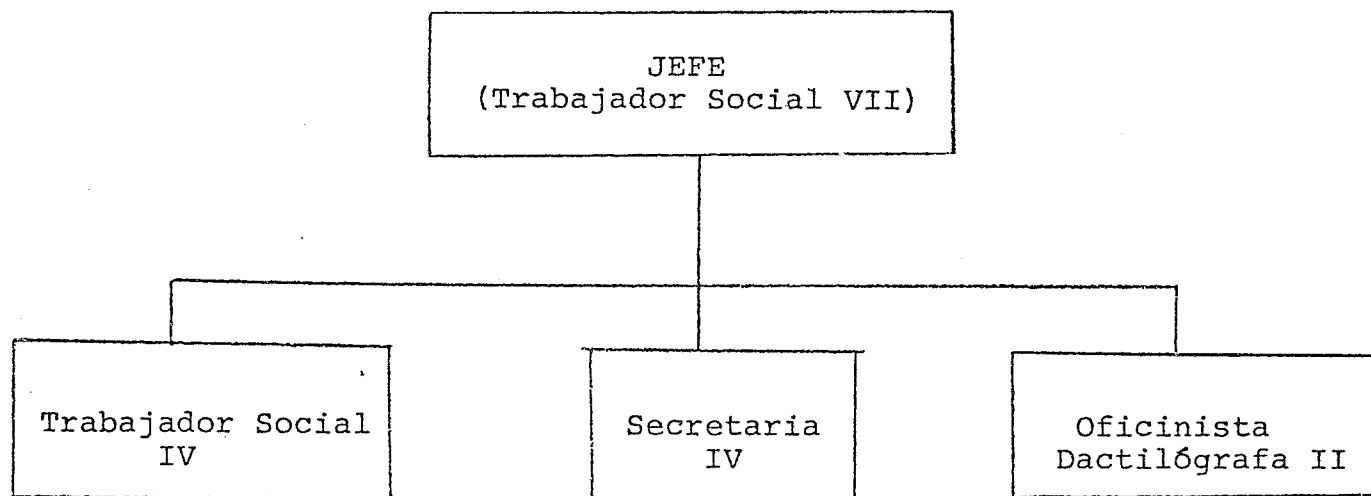 JEFE
(Trabajador Social VII)
Trabajador Social
IV
Secretaria
IV
Oficinista
Dactilógrafa II